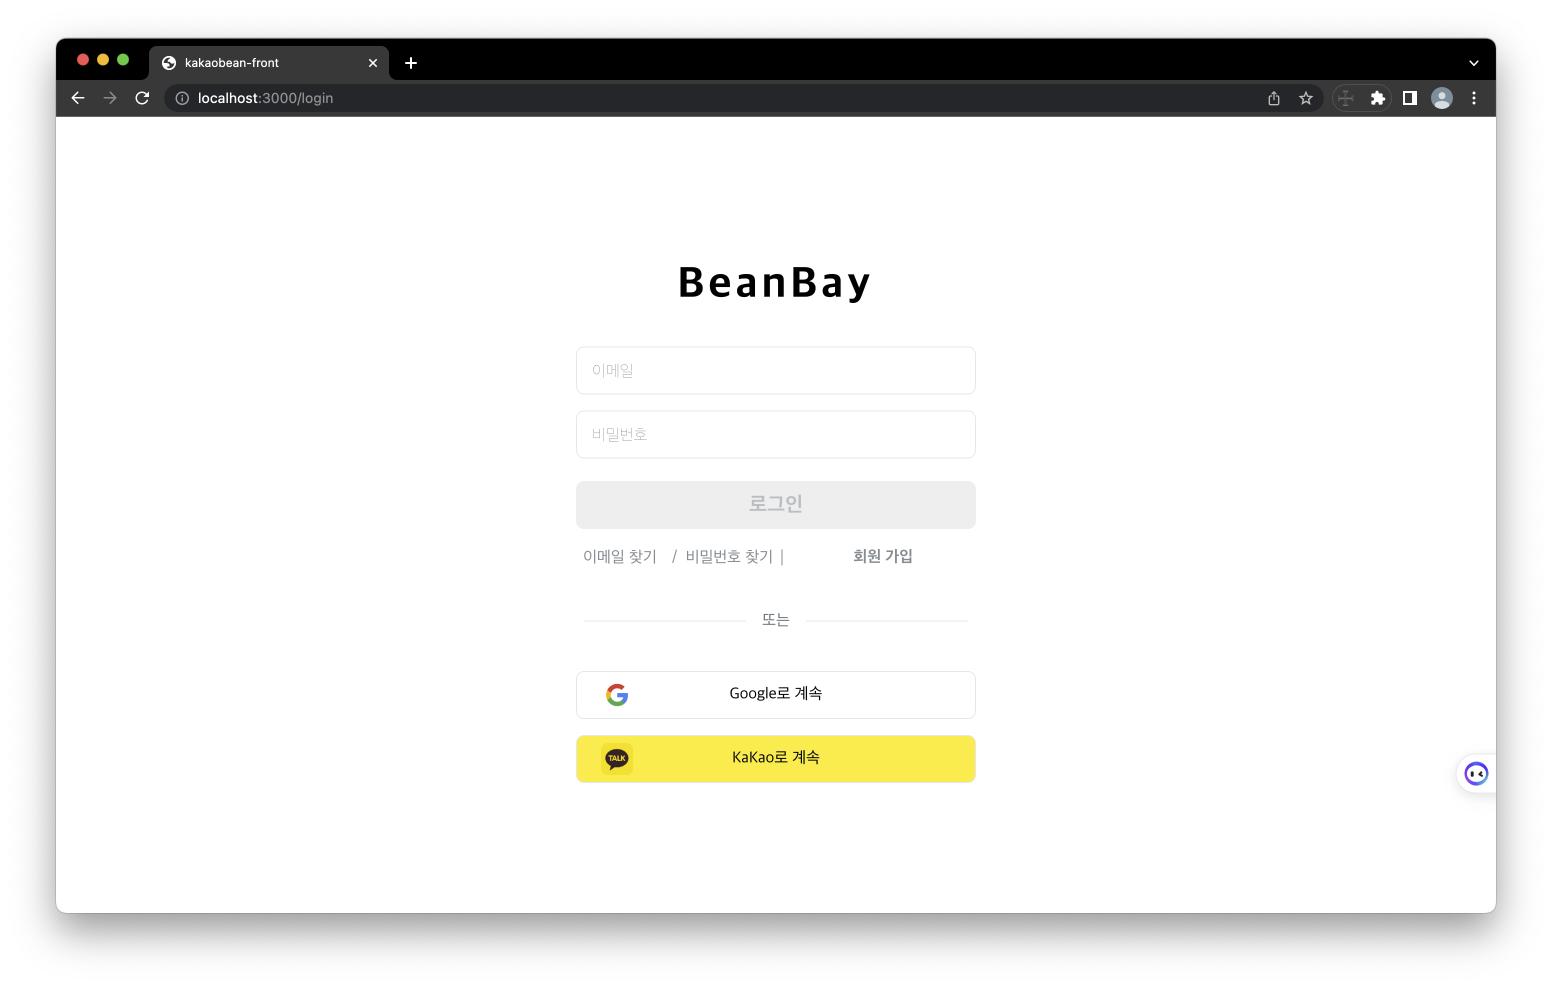 kakaobean-front
localhost:3000/login
BeanBay
이메일
비밀번호
로그인
이메일 찾기 / 비밀번호 찾기 | 회원 가입
또는
Google로 계속
TALK KaKao로 계속